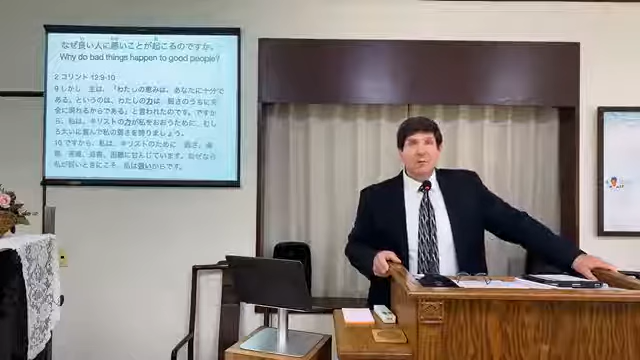 なぜ良い人に悪いことが起こるのですか。
Why do bad things happen to good people?
2 コリント 12:9-10
9 しかし 主は、「わたしの恵みは、あなたに十分で
ある。というのは、わたしの力は 弱さのうちに完
全に現れるからである」と言われたのです。ですか
ら、私は、キリストの力が私をおおうために、むし
ろ大いに喜んで私の弱さを誇りましょう。
10 ですから、私は、キリストのために 弱さ、侮
辱、苦痛、迫害、困難に甘んじています。なぜなら
私が弱いときにこそ、私は強いからです。